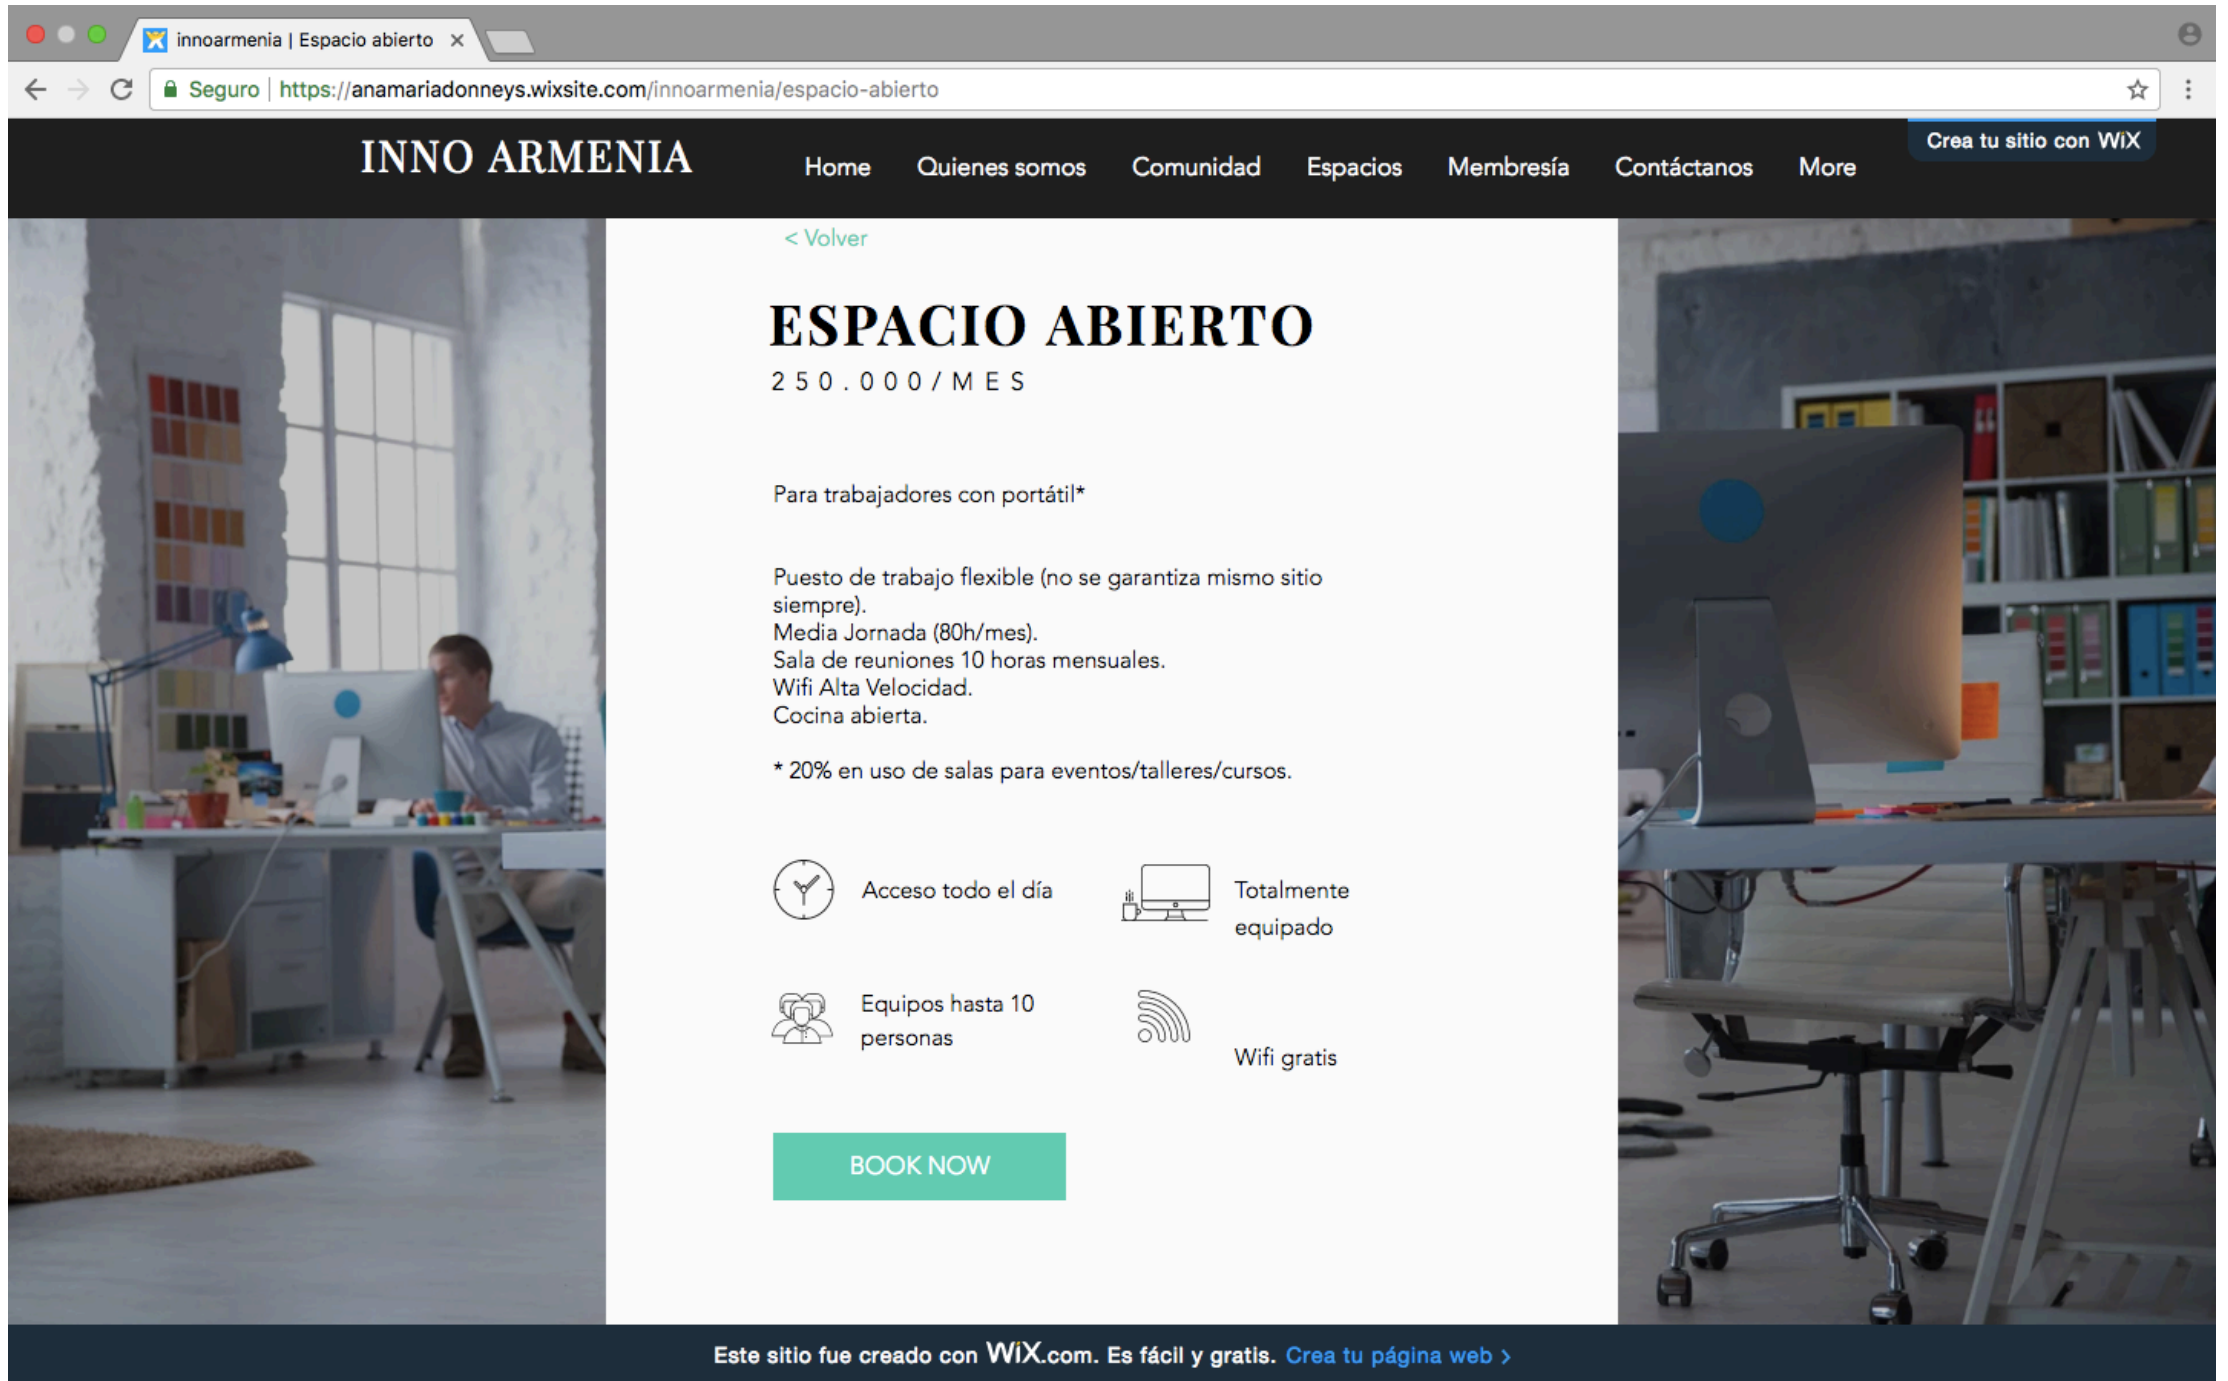 innoarmenia | Espacio abierto
Seguro | https://anamariadonneys.wixsite.com/innoarmenia/espacio-abierto
INNO ARMENIA
Home Quienes somos Comunidad Espacios Membresía Contáctanos More
Crea tu sitio con WiX
< Volver
ESPACIO ABIERTO
250.000/MES
Para trabajadores con portátil*
Puesto de trabajo flexible (no se garantiza mismo sitio
siempre).
Media Jornada (80h/mes).
Sala de reuniones 10 horas mensuales.
Wifi Alta Velocidad.
Cocina abierta.
* 20% en uso de salas para eventos/talleres/cursos.
Acceso todo el día
Totalmente
equipado
Equipos hasta 10
personas
Wifi gratis
BOOK NOW
Este sitio fue creado con WiX.com. Es fácil y gratis. Crea tu página web >